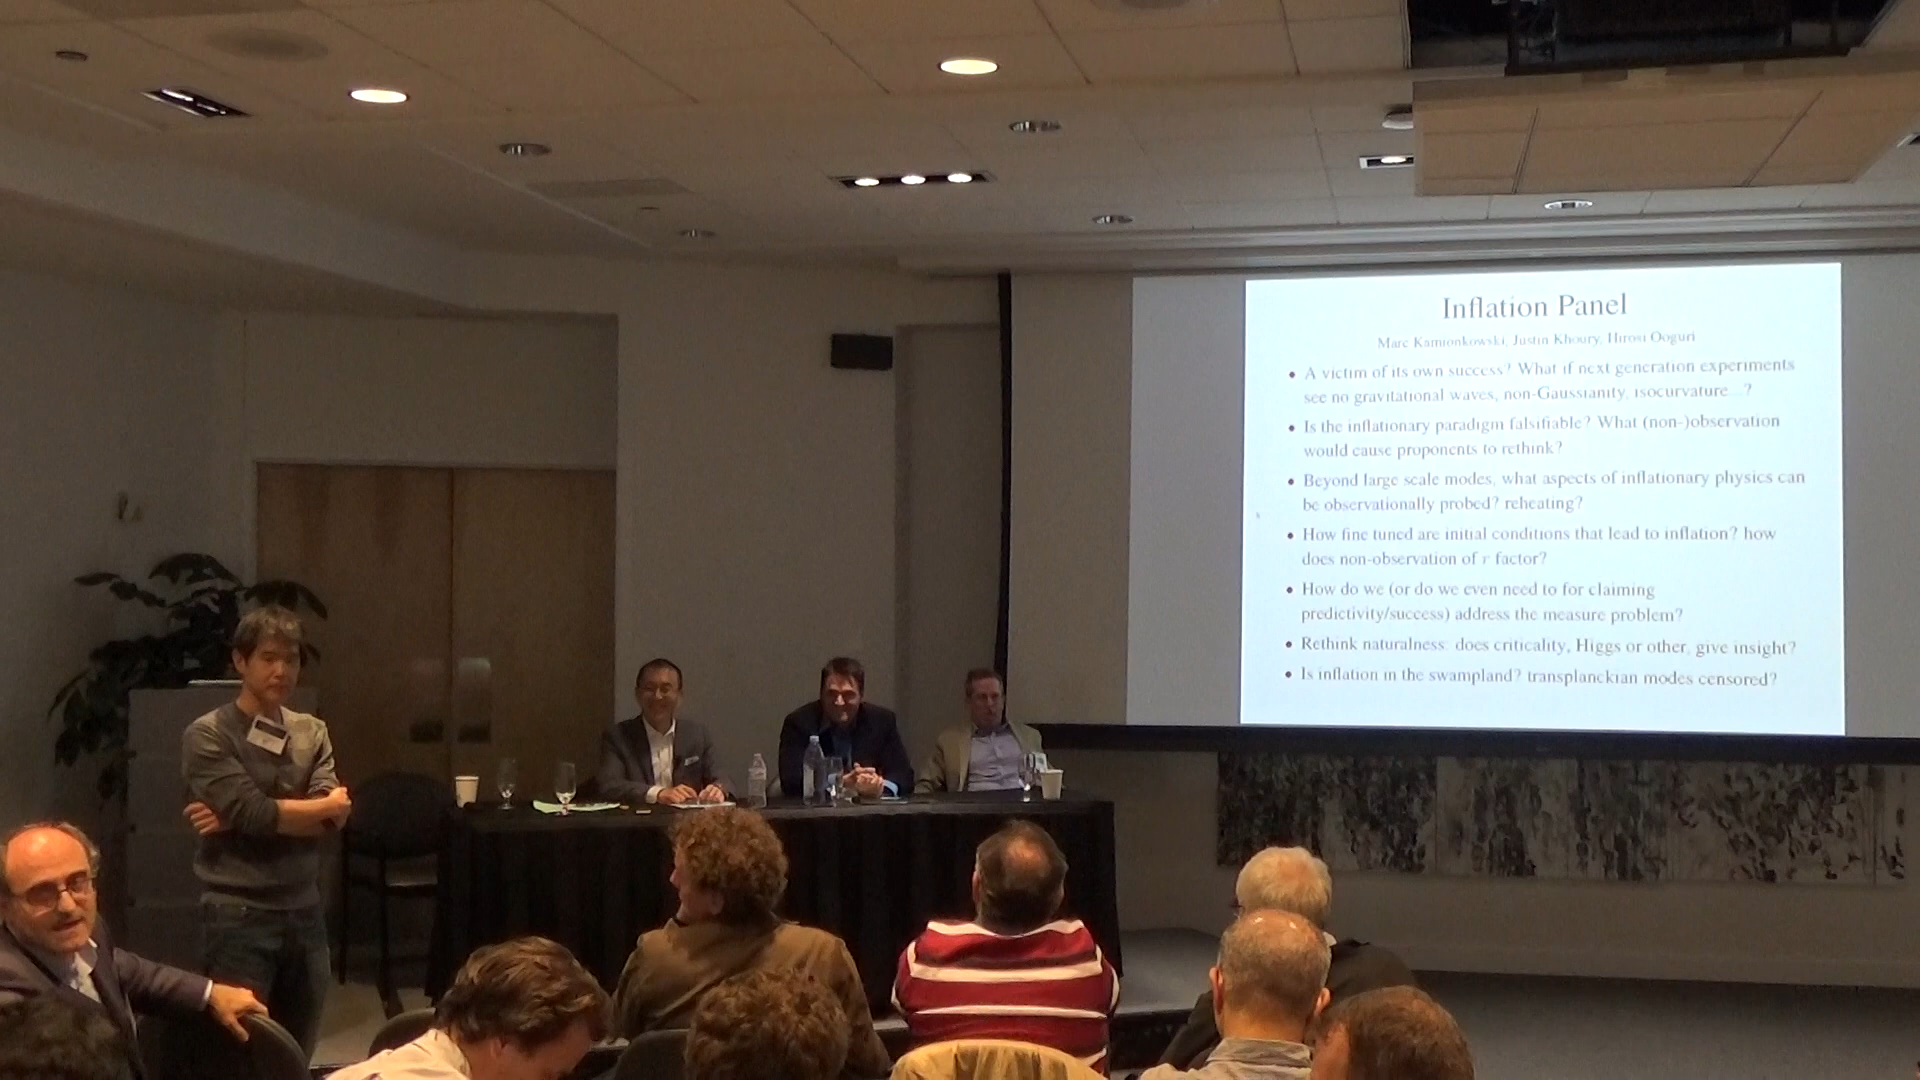 Inflation Panel
Marc Kamionkowski, Justin Khoury, Hirosi Ooguri
• A victim of its own success? What if next generation experiments
see no gravitational waves, non-Gaussianity, isocurvature...?
• Is the inflationary paradigm falsifiable? What (non-)observation
would cause proponents to rethink?
• Beyond large scale modes, what aspects of inflationary physics can
be observationally probed? reheating?
• How fine tuned are initial conditions that lead to inflation? how
does non-observation of r factor?
• How do we (or do we even need to for claiming
predictivity/success) address the measure problem?
• Rethink naturalness: does criticality, Higgs or other, give insight?
• Is inflation in the swampland? transplanckian modes censored?